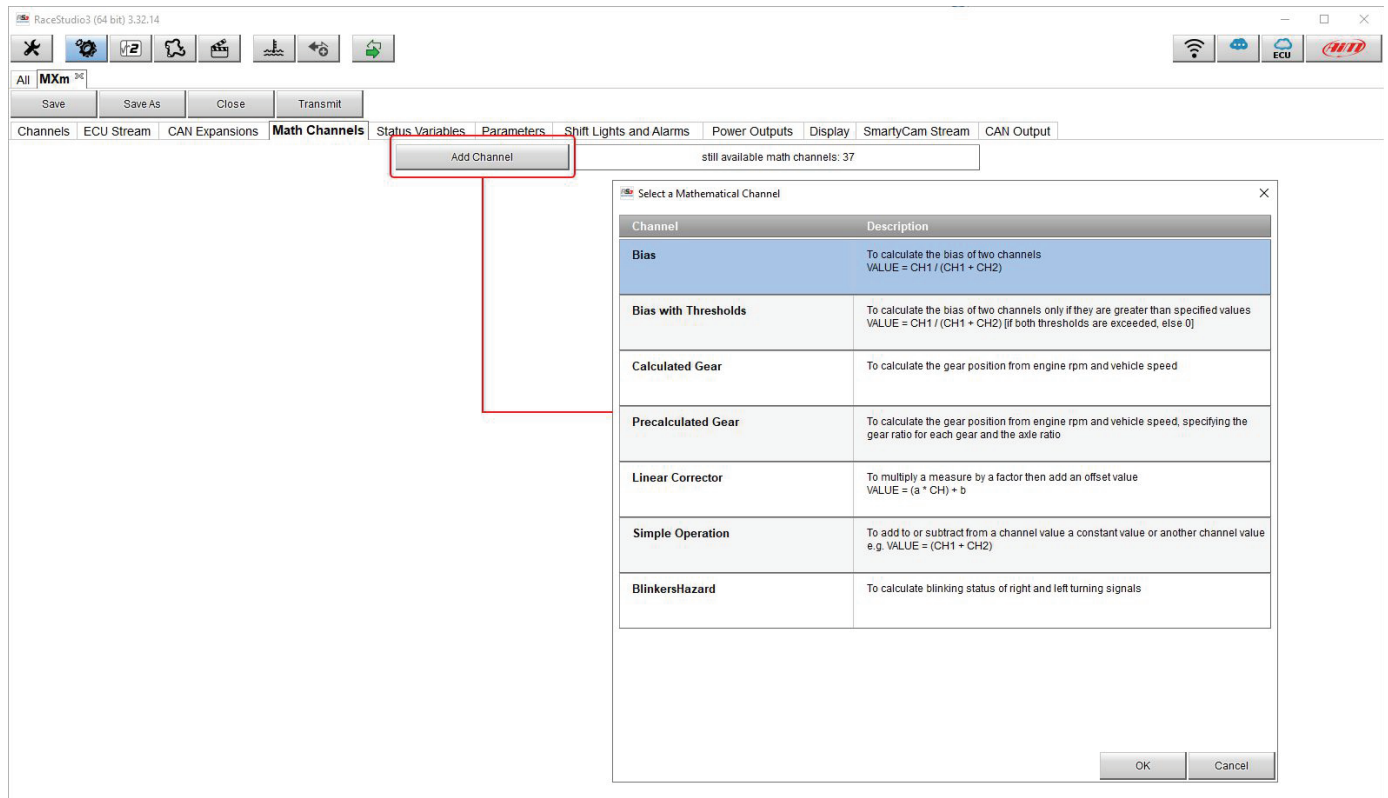 RaceStudio3 (64 bit) 3.32.14
ECU
AiM
All MXm
Save Save As Close Transmit
Channels ECU Stream CAN Expansions Math Channels Status Variables Parameters Shift Lights and Alarms Power Outputs Display SmartyCam Stream CAN Output
Add Channel still available math channels: 37
Select a Mathematical Channel
Channel Description
Bias To calculate the bias of two channels
VALUE = CH1 / (CH1 + CH2)
Bias with Thresholds To calculate the bias of two channels only if they are greater than specified values
VALUE = CH1 / (CH1 + CH2) [if both thresholds are exceeded, else 0]
Calculated Gear To calculate the gear position from engine rpm and vehicle speed
Precalculated Gear To calculate the gear position from engine rpm and vehicle speed, specifying the
gear ratio for each gear and the axle ratio
Linear Corrector To multiply a measure by a factor then add an offset value
VALUE = (a * CH) + b
Simple Operation To add to or subtract from a channel value a constant value or another channel value
e.g. VALUE = (CH1 + CH2)
BlinkersHazard To calculate blinking status of right and left turning signals
OK Cancel